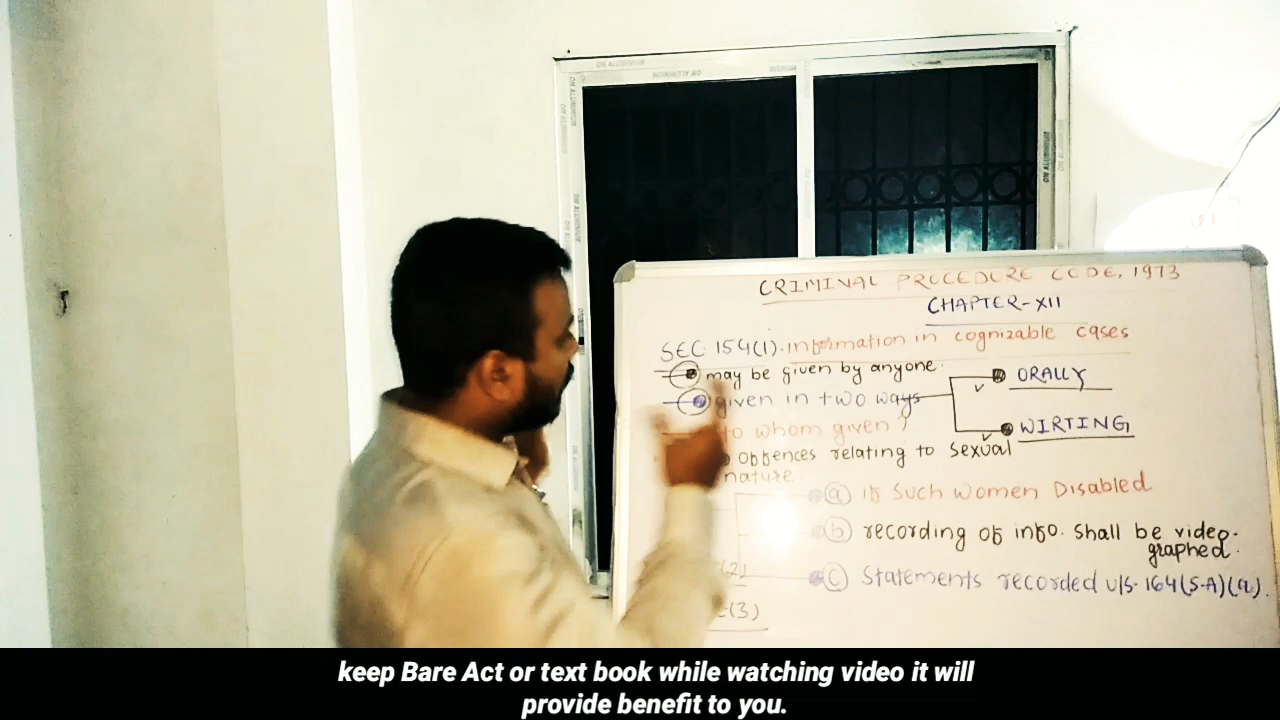 CRIMINAL PROCEDURE CODE, 1973
CHAPTER-XII
SEC 154(1). information in cognizable cases
may be given by anyone.
given in two ways
ORALLY
WIRTING
to whom given?
offences relating to sexual
nature.
(a) if Such Women Disabled
(b) recording of info. Shall be video-
graphed.
(c) Statements recorded u/s. 164(5-A)(a).
(2)
(3)
keep Bare Act or text book while watching video it will
provide benefit to you.